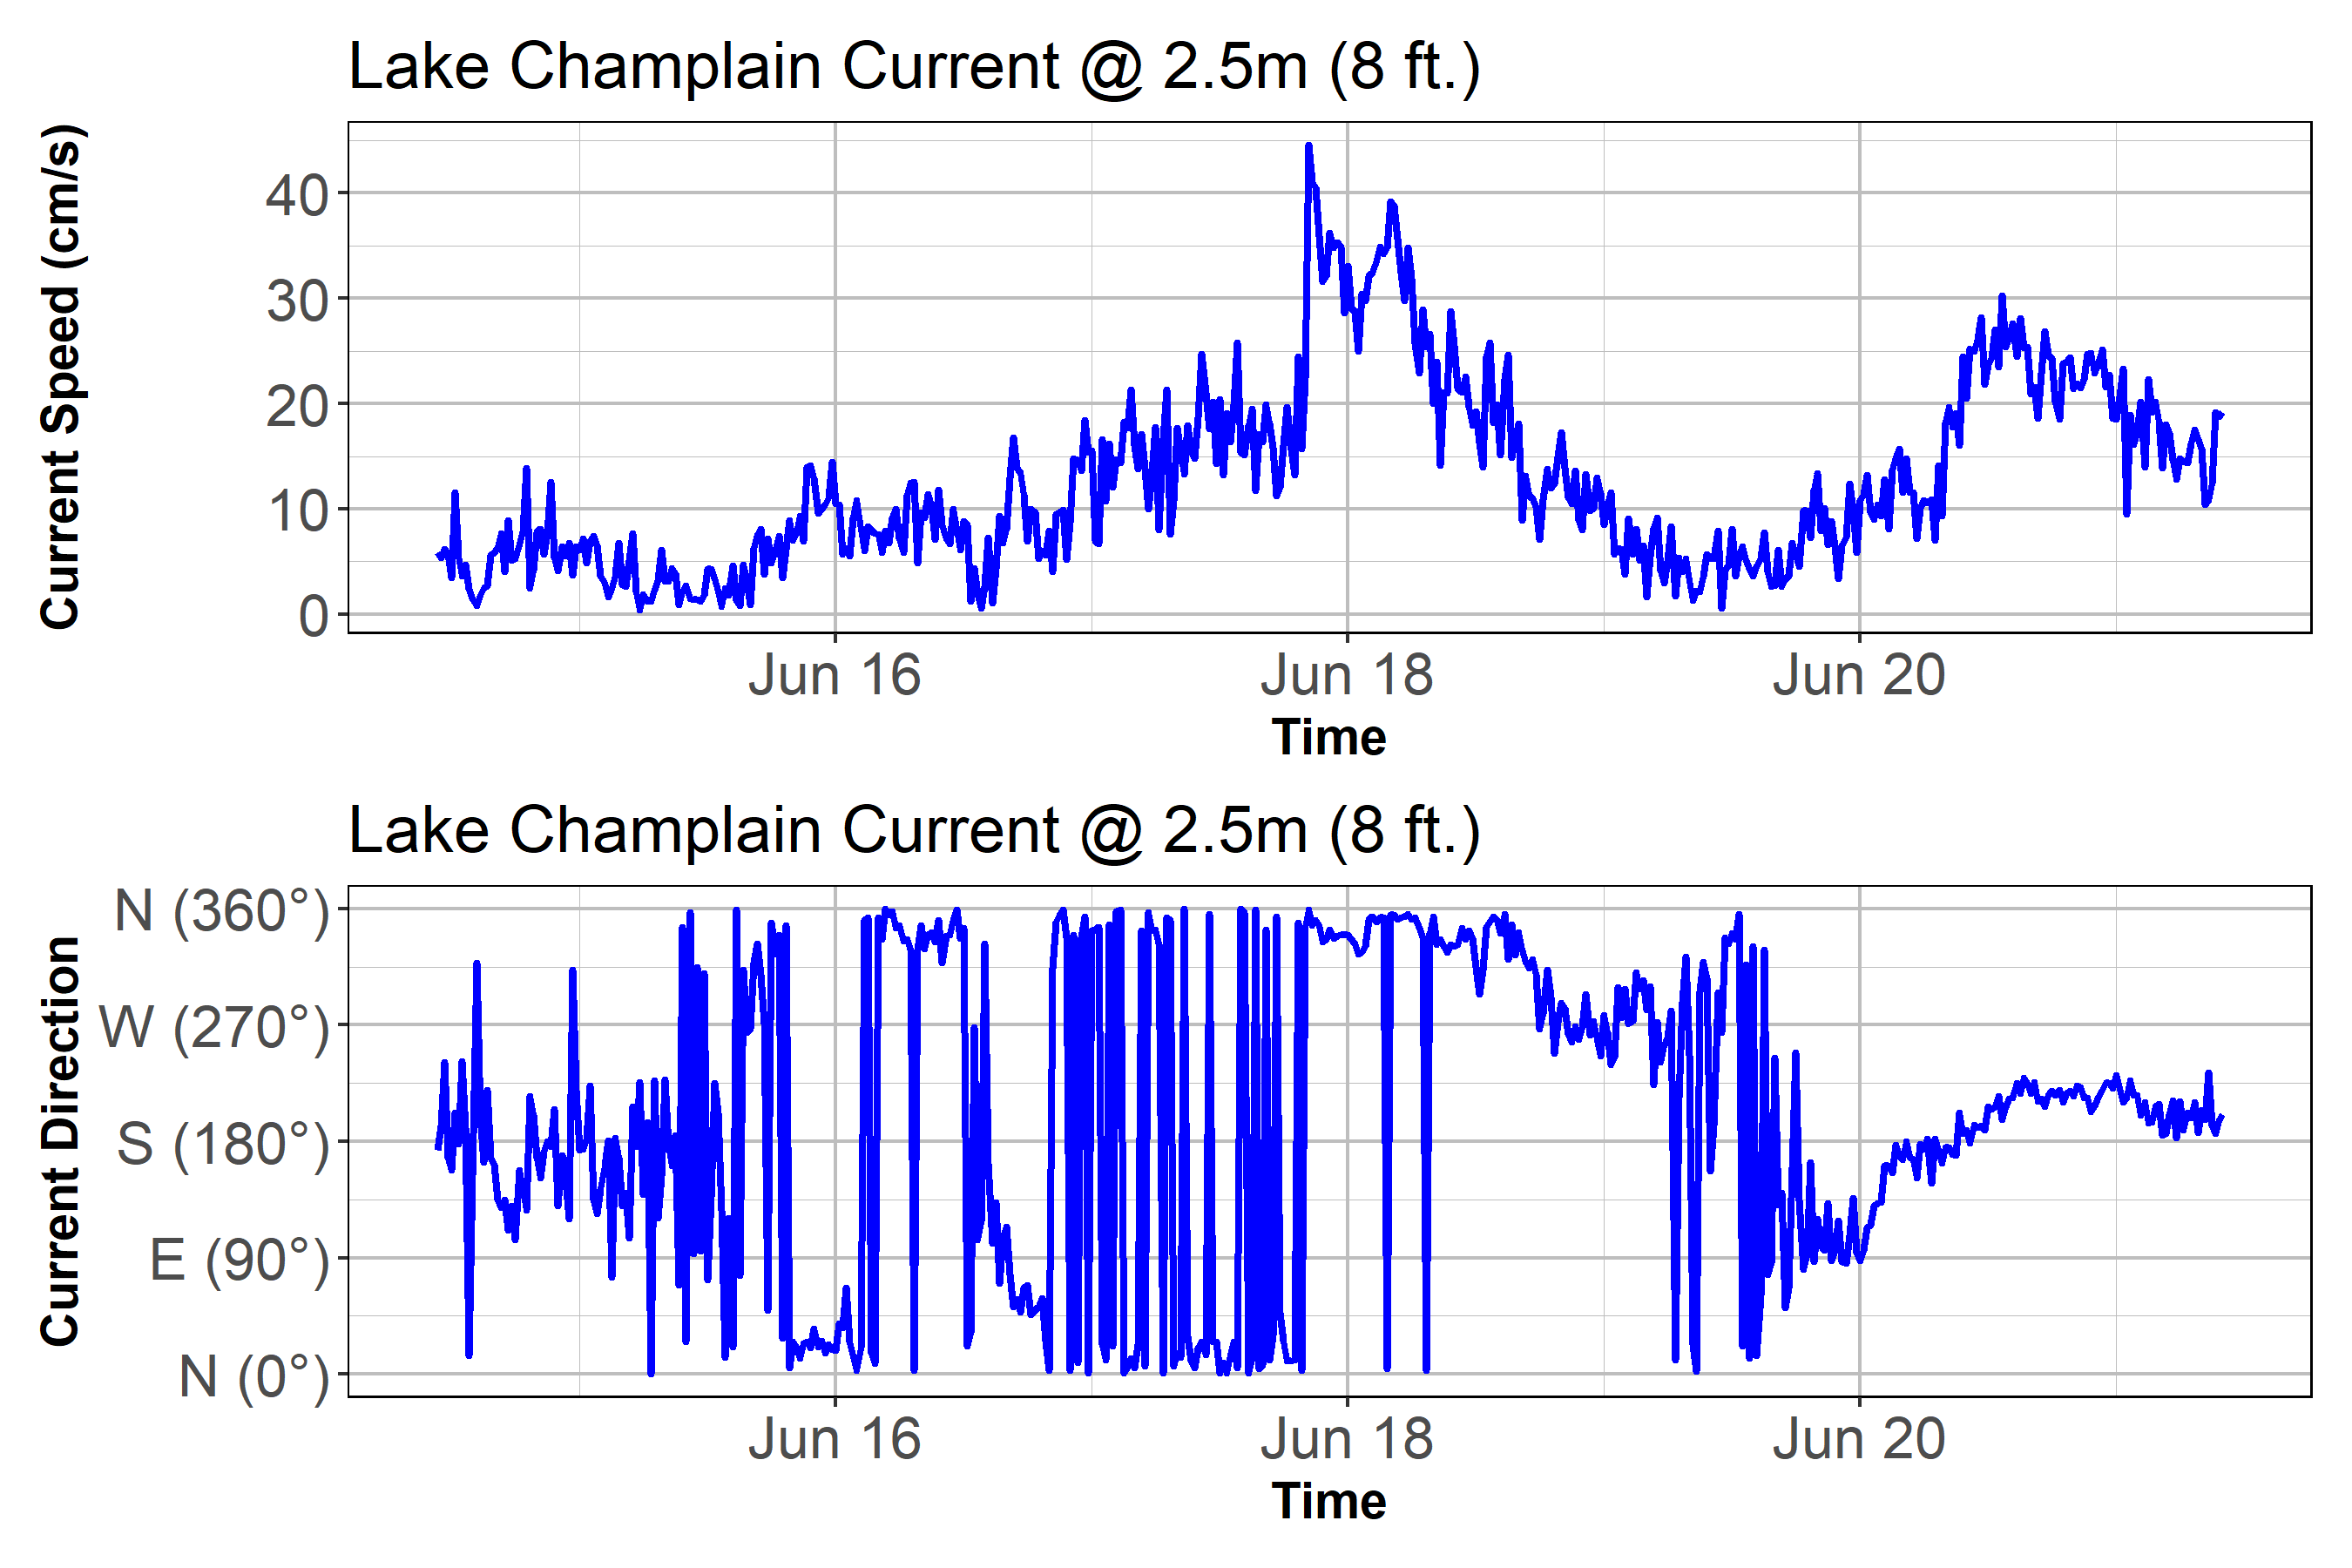 Lake Champlain Current @ 2.5m (8 ft.)
Current Speed (cm/s)
40
30
20
10
0
Jun 16 Jun 18 Jun 20
Time
Lake Champlain Current @ 2.5m (8 ft.)
Current Direction
N (360°)
W (270°)
S (180°)
E (90°)
N (0°)
Jun 16 Jun 18 Jun 20
Time